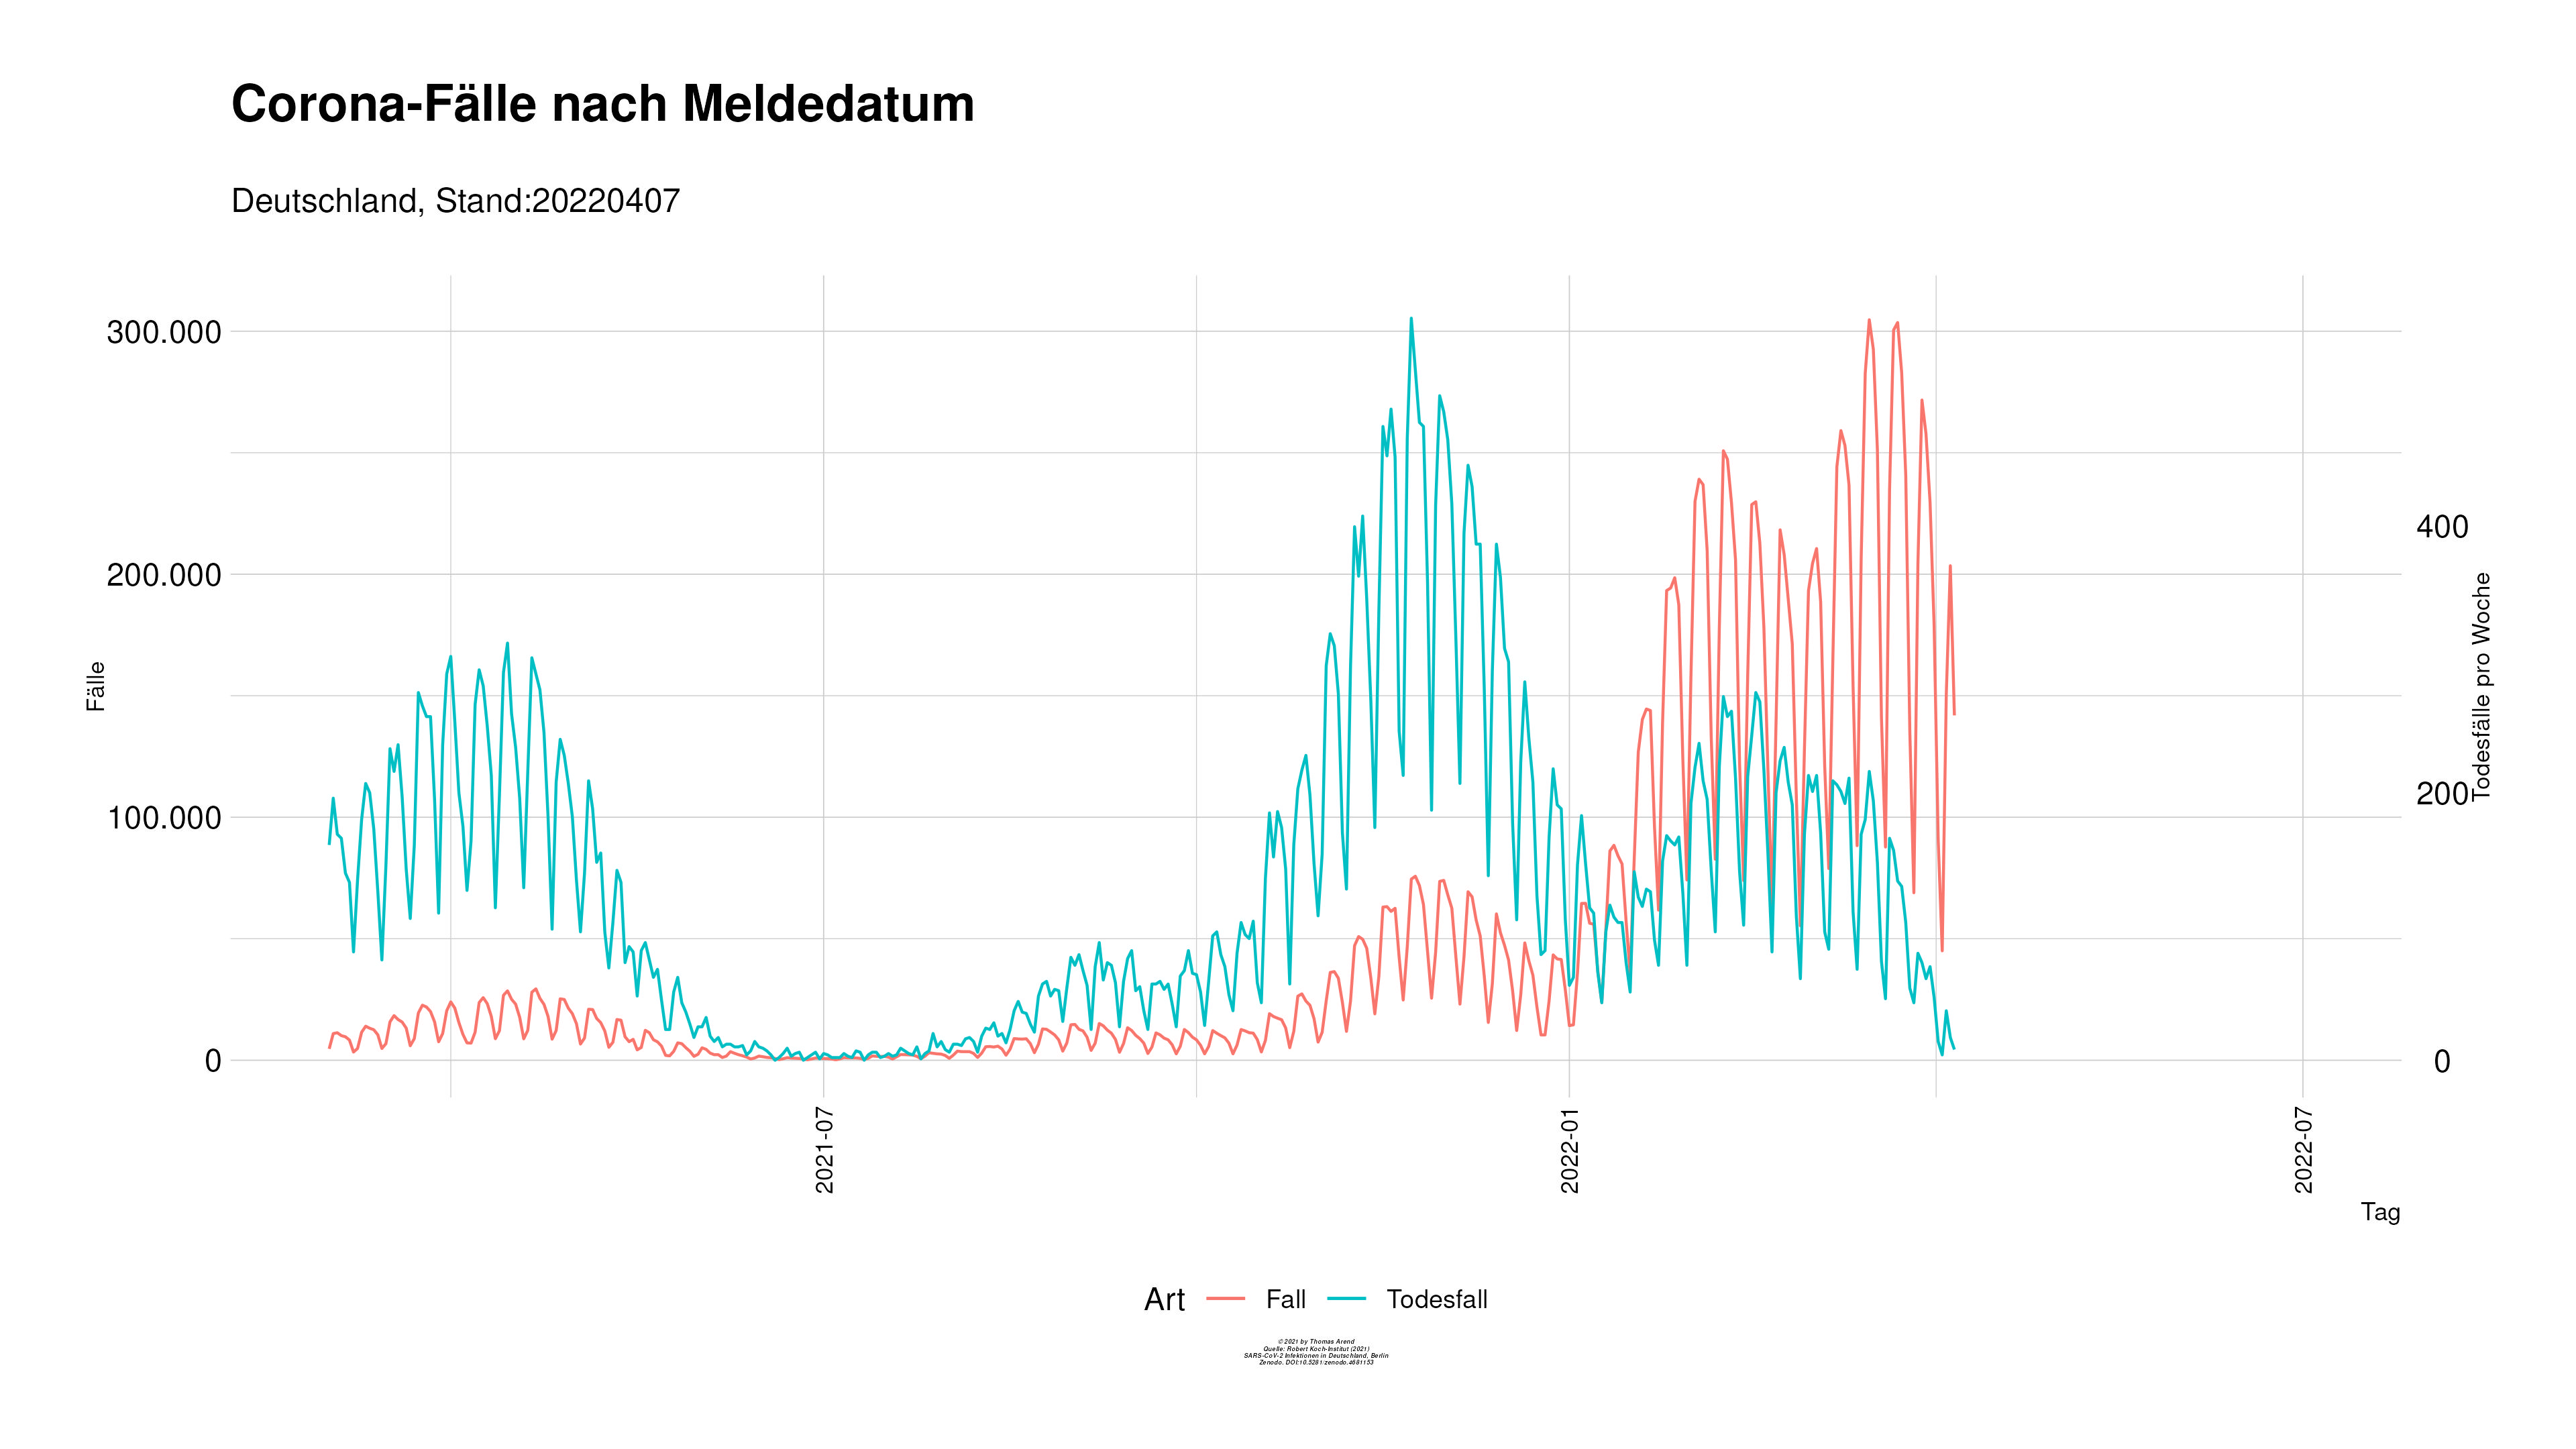 Corona-Fälle nach Meldedatum
Deutschland, Stand:20220407
300.000
200.000
100.000
0
Fälle
400
200
0
Todesfälle pro Woche
2021-07
2022-01
2022-07
Tag
Art Fall Todesfall
© 2021 by Thomas Arend
Quelle: Robert Koch-Institut (2021)
SARS-CoV-2 Infektionen in Deutschland, Berlin
Zenodo. DOI:10.5281/zenodo.4681153